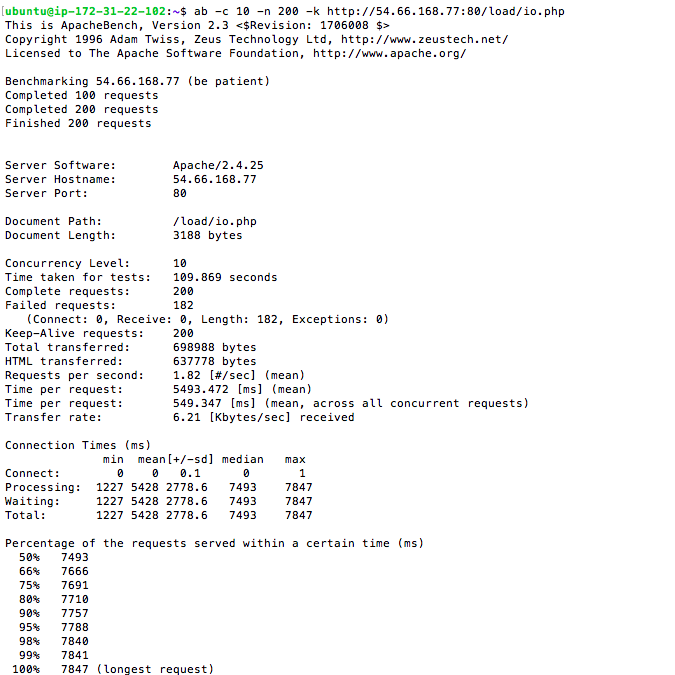 [ubuntu@ip-172-31-22-102:~$ ab -c 10 -n 200 -k http://54.66.168.77:80/load/io.php
This is ApacheBench, Version 2.3 <$Revision: 1706008 $>
Copyright 1996 Adam Twiss, Zeus Technology Ltd, http://www.zeustech.net/
Licensed to The Apache Software Foundation, http://www.apache.org/

Benchmarking 54.66.168.77 (be patient)
Completed 100 requests
Completed 200 requests
Finished 200 requests


Server Software:        Apache/2.4.25
Server Hostname:        54.66.168.77
Server Port:            80

Document Path:          /load/io.php
Document Length:        3188 bytes

Concurrency Level:      10
Time taken for tests:   109.869 seconds
Complete requests:      200
Failed requests:        182
   (Connect: 0, Receive: 0, Length: 182, Exceptions: 0)
Keep-Alive requests:    200
Total transferred:      698988 bytes
HTML transferred:       637778 bytes
Requests per second:    1.82 [#/sec] (mean)
Time per request:       5493.472 [ms] (mean)
Time per request:       549.347 [ms] (mean, across all concurrent requests)
Transfer rate:          6.21 [Kbytes/sec] received

Connection Times (ms)
              min  mean[+/-sd] median   max
Connect:        0    0   0.1      0       1
Processing:  1227 5428 2778.6   7493    7847
Waiting:     1227 5428 2778.6   7493    7847
Total:       1227 5428 2778.6   7493    7847

Percentage of the requests served within a certain time (ms)
  50%   7493
  66%   7666
  75%   7691
  80%   7710
  90%   7757
  95%   7788
  98%   7840
  99%   7841
 100%   7847 (longest request)